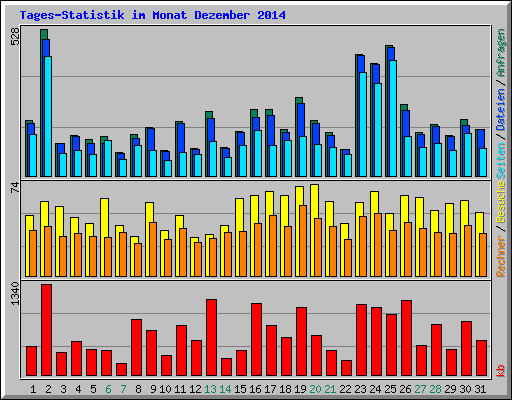 Tages-Statistik im Monat Dezember 2014
528
74
1340
Rechner / Besuche
Seiten / Dateien / Anfragen
kb
1 2 3 4 5 6 7 8 9 10 11 12 13 14 15 16 17 18 19 20 21 22 23 24 25 26 27 28 29 30 31